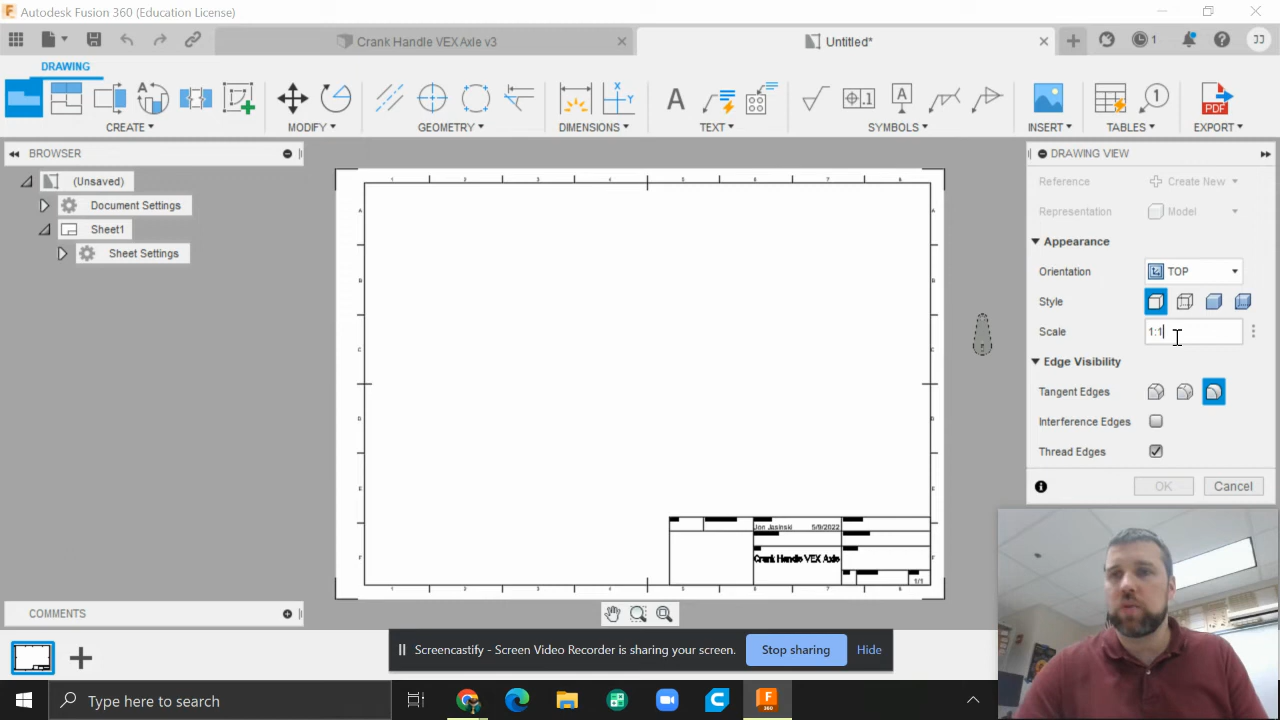 Autodesk Fusion 360 (Education License)
Crank Handle VEX Axle v3
Untitled*
1
JJ
DRAWING
CREATE
MODIFY
GEOMETRY
DIMENSIONS
TEXT
SYMBOLS
INSERT
TABLES
EXPORT
BROWSER
(Unsaved)
Document Settings
Sheet1
Sheet Settings
DRAWING VIEW
Reference
Create New
Representation
Model
Appearance
Orientation
TOP
Style
Scale
1:1
Edge Visibility
Tangent Edges
Interference Edges
Thread Edges
OK
Cancel
Jon Jasinski 5/9/2022
Crank Handle VEX Axle
1/1
COMMENTS
Screencastify - Screen Video Recorder is sharing your screen.
Stop sharing
Hide
Type here to search